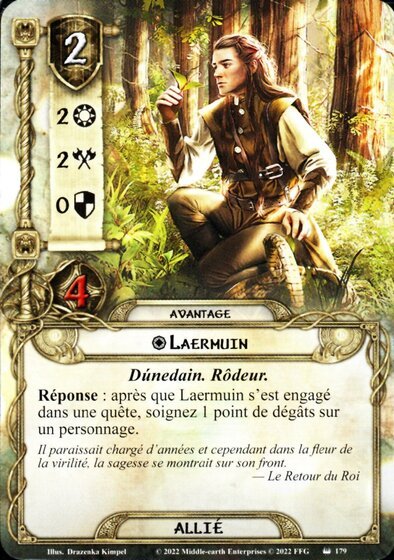 2
2
2
0
4
AVANTAGE
LAERMUIN
Dúnedain. Rôdeur.
Réponse : après que Laermuin s'est engagé
dans une quête, soignez 1 point de dégâts sur
un personnage.
Il paraissait chargé d'années et cependant dans la fleur de
la virilité, la sagesse se montrait sur son front.
— Le Retour du Roi
ALLIÉ
Illus. Drazenka Kimpel © 2022 Middle-earth Enterprises © 2022 FFG 179